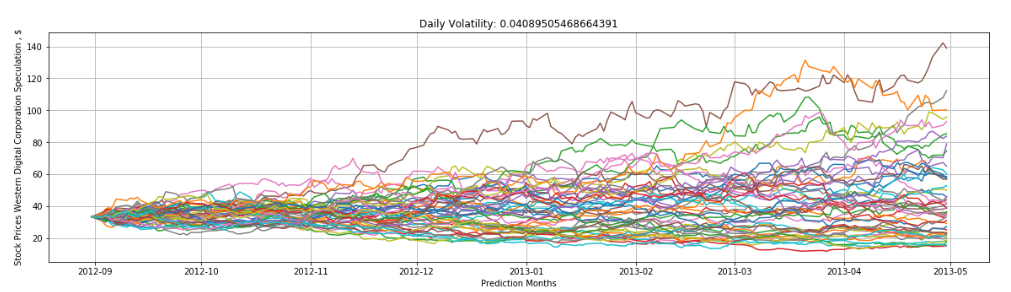 Daily Volatility: 0.04089505468664391
Stock Prices Western Digital Corporation Speculation , $
140
120
100
80
60
40
20
2012-09 2012-10 2012-11 2012-12 2013-01 2013-02 2013-03 2013-04 2013-05
Prediction Months